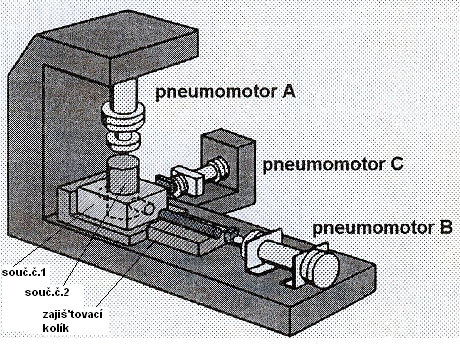 pneumomotor A
pneumomotor C
pneumomotor B
souč.č.1
souč.č.2
zajišťovací
kolík